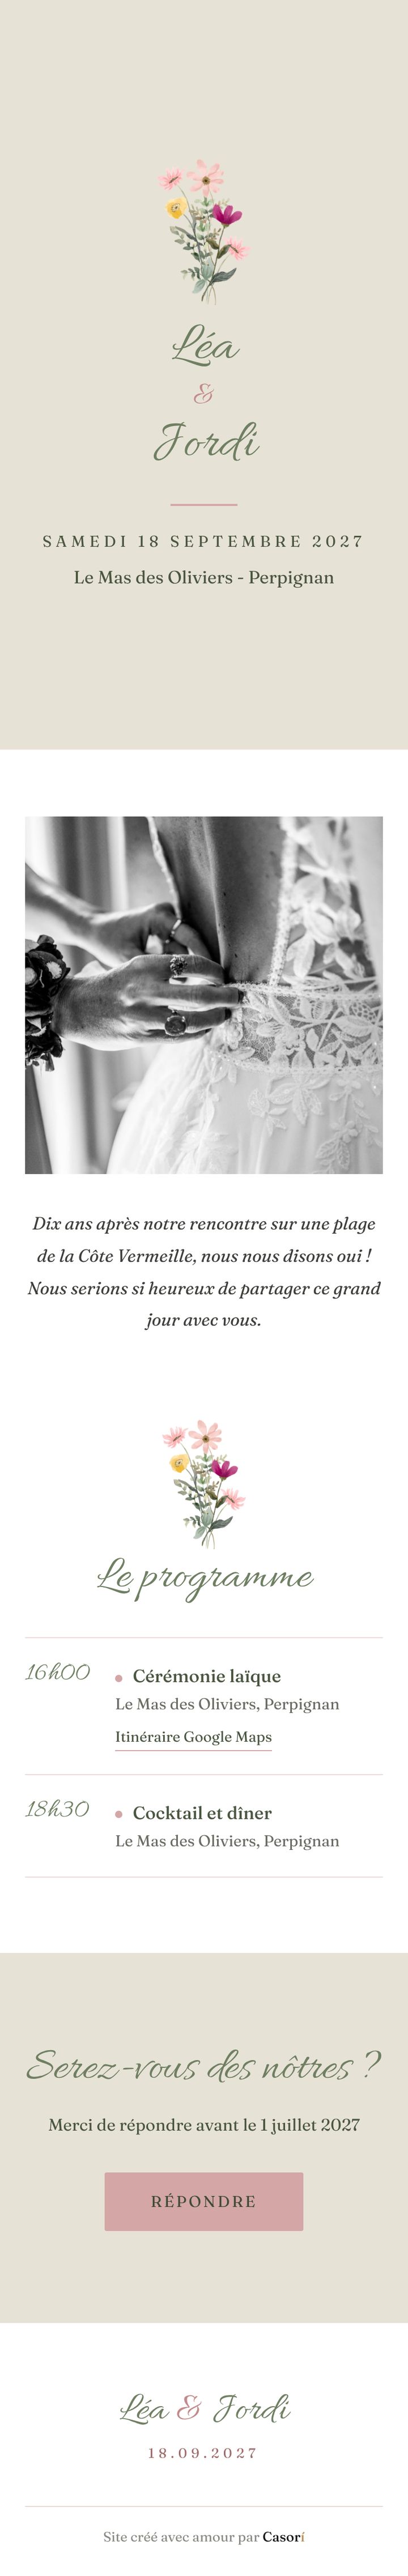 Léa
&
Jordi
SAMEDI 18 SEPTEMBRE 2027
Le Mas des Oliviers - Perpignan
Dix ans après notre rencontre sur une plage
de la Côte Vermeille, nous nous disons oui !
Nous serions si heureux de partager ce grand
jour avec vous.
Le programme
16h00
Cérémonie laïque
Le Mas des Oliviers, Perpignan
Itinéraire Google Maps
18h30
Cocktail et dîner
Le Mas des Oliviers, Perpignan
Serez-vous des nôtres ?
Merci de répondre avant le 1 juillet 2027
RÉPONDRE
Léa & Jordi
18.09.2027
Site créé avec amour par Casorí